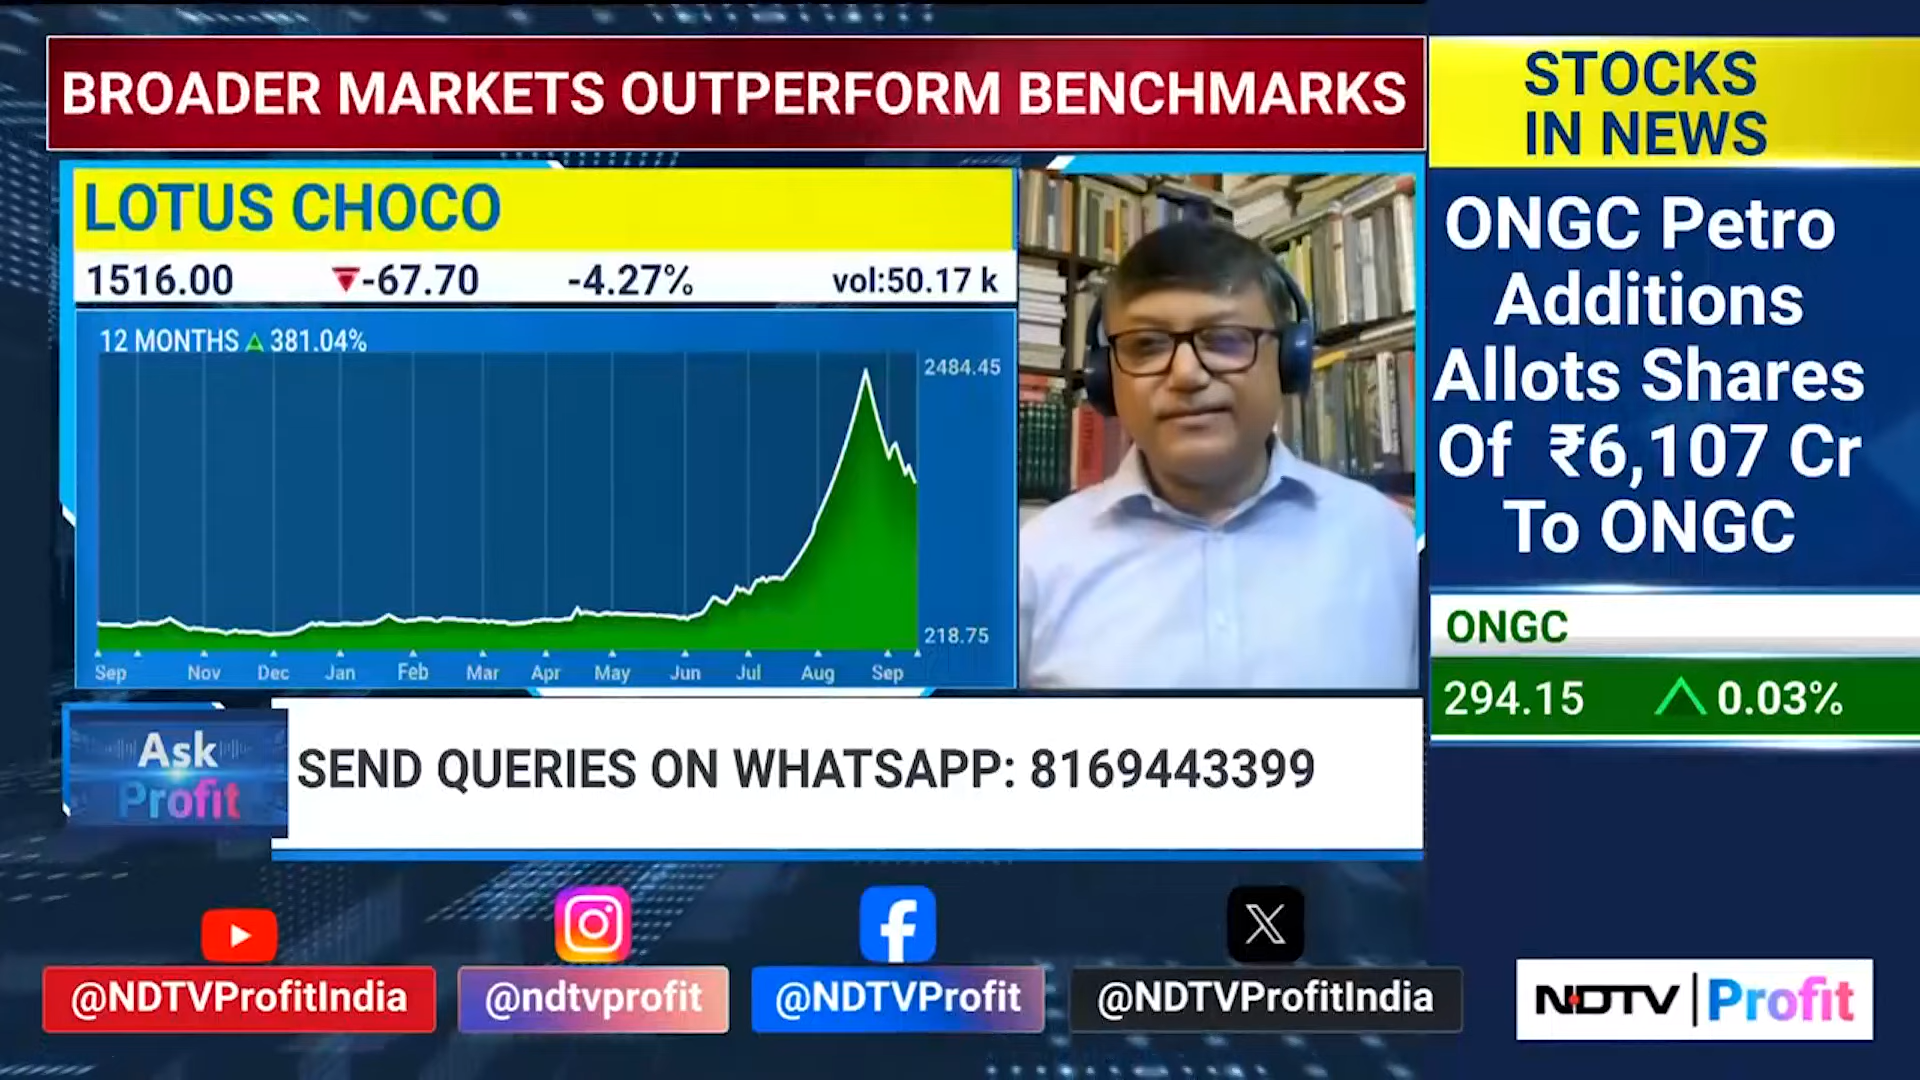 BROADER MARKETS OUTPERFORM BENCHMARKS
LOTUS CHOCO
1516.00 ▼-67.70 -4.27% vol:50.17 k
12 MONTHS ▲ 381.04%
2484.45
218.75
Sep Nov Dec Jan Feb Mar Apr May Jun Jul Aug Sep
STOCKS
IN NEWS
ONGC Petro
Additions
Allots Shares
Of ₹6,107 Cr
To ONGC
ONGC
294.15 0.03%
Ask
Profit
SEND QUERIES ON WHATSAPP: 8169443399
@NDTVProfitIndia
@ndtvprofit
@NDTVProfit
@NDTVProfitIndia
NDTV | Profit